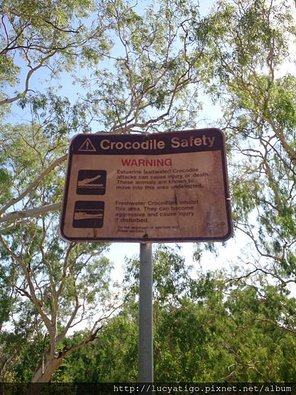 Crocodile Safety
WARNING
Estuarine (saltwater) Crocodile
attacks can cause injury or death.
These animals are known to
move into this area undetected.
Freshwater Crocodiles inhabit
this area. They can become
aggressive and cause injury
if disturbed.
http://lucyatigo.pixnet.net/album